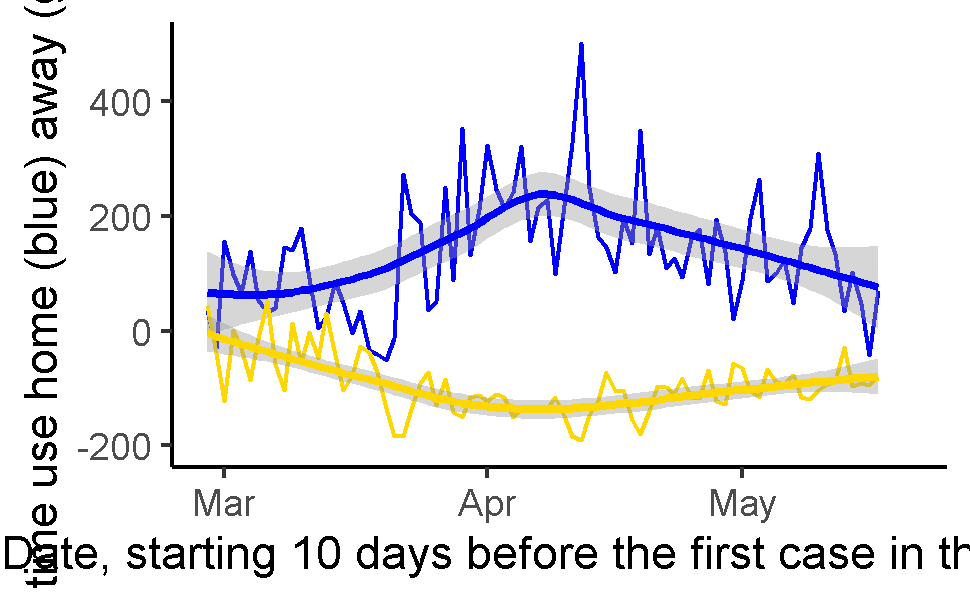 time use home (blue) away (
400
200
0
-200
Mar Apr May
Date, starting 10 days before the first case in th